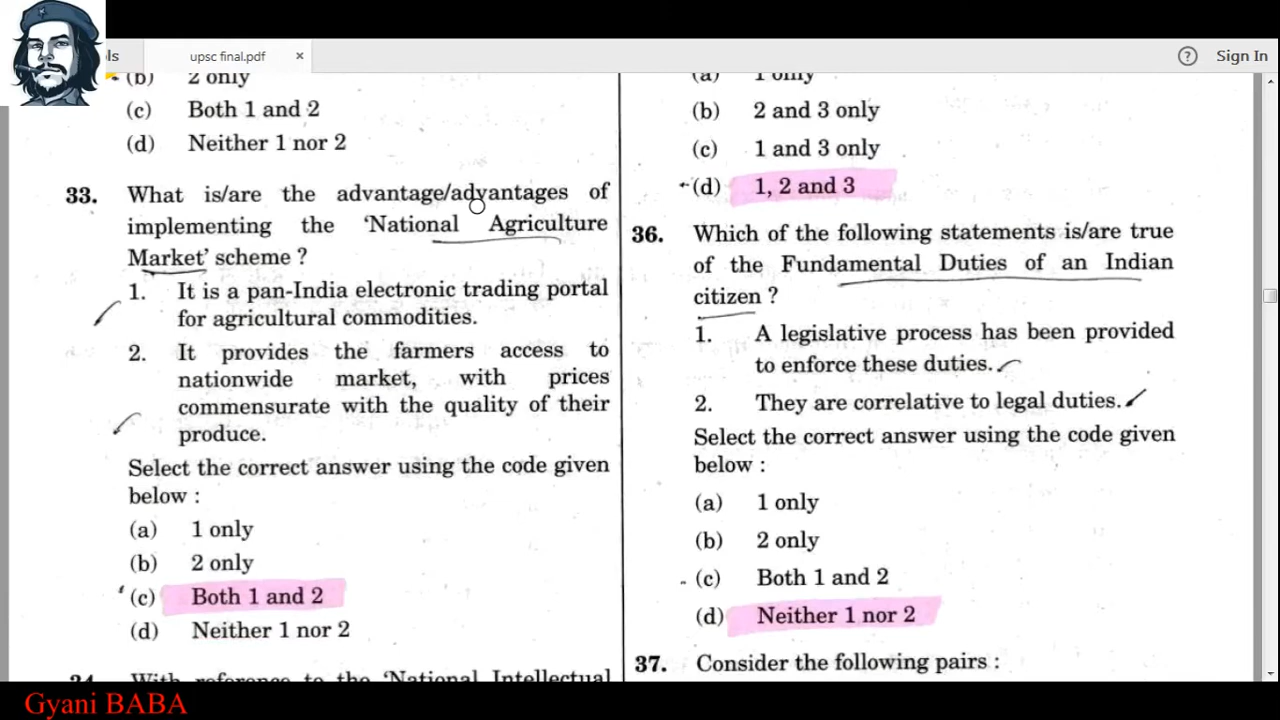 ls
upsc final.pdf
×
?
Sign In
(b) 2 only
(c) Both 1 and 2
(d) Neither 1 nor 2
33. What is/are the advantage/advantages of
implementing the ‘National Agriculture
Market’ scheme ?
1. It is a pan-India electronic trading portal
for agricultural commodities.
2. It provides the farmers access to
nationwide market, with prices
commensurate with the quality of their
produce.
Select the correct answer using the code given
below :
(a) 1 only
(b) 2 only
(c) Both 1 and 2
(d) Neither 1 nor 2
34. With reference to the ‘National Intellectual
(a) 1 only
(b) 2 and 3 only
(c) 1 and 3 only
(d) 1, 2 and 3
36. Which of the following statements is/are true
of the Fundamental Duties of an Indian
citizen ?
1. A legislative process has been provided
to enforce these duties.
2. They are correlative to legal duties.
Select the correct answer using the code given
below :
(a) 1 only
(b) 2 only
(c) Both 1 and 2
(d) Neither 1 nor 2
37. Consider the following pairs :
Gyani BABA